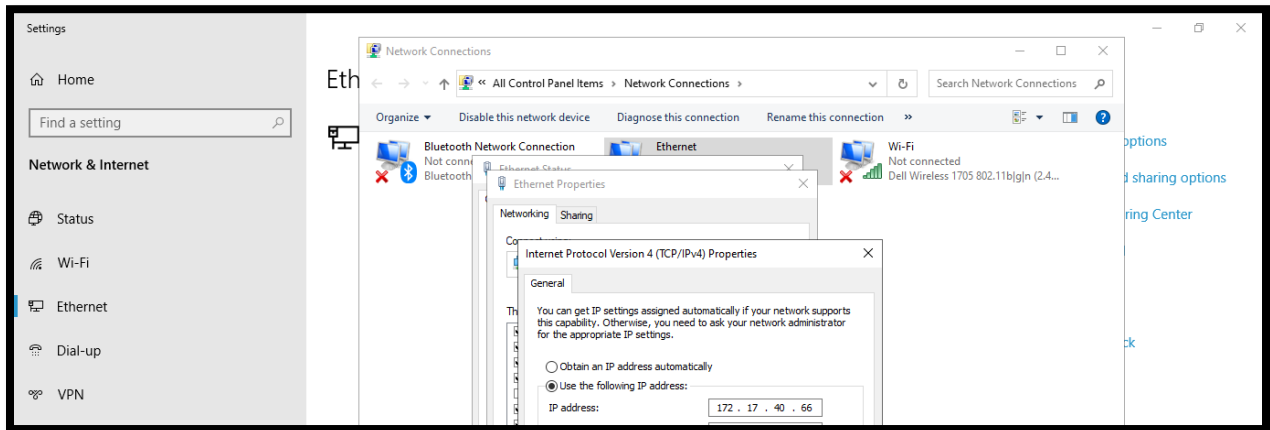 Settings
Home
Find a setting
Network & Internet
Status
Wi-Fi
Ethernet
Dial-up
VPN
Eth
Network Connections
All Control Panel Items > Network Connections >
Search Network Connections
Organize
Disable this network device
Diagnose this connection
Rename this connection
»
Bluetooth Network Connection
Not conn
Bluetooth
Ethernet
Wi-Fi
Not connected
Dell Wireless 1705 802.11b|g|n (2.4...
Ethernet Status
Ethernet Properties
Networking
Sharing
Internet Protocol Version 4 (TCP/IPv4) Properties
General
Th
You can get IP settings assigned automatically if your network supports
this capability. Otherwise, you need to ask your network administrator
for the appropriate IP settings.
Obtain an IP address automatically
Use the following IP address:
IP address:
172 . 17 . 40 . 66
options
d sharing options
ring Center
ck